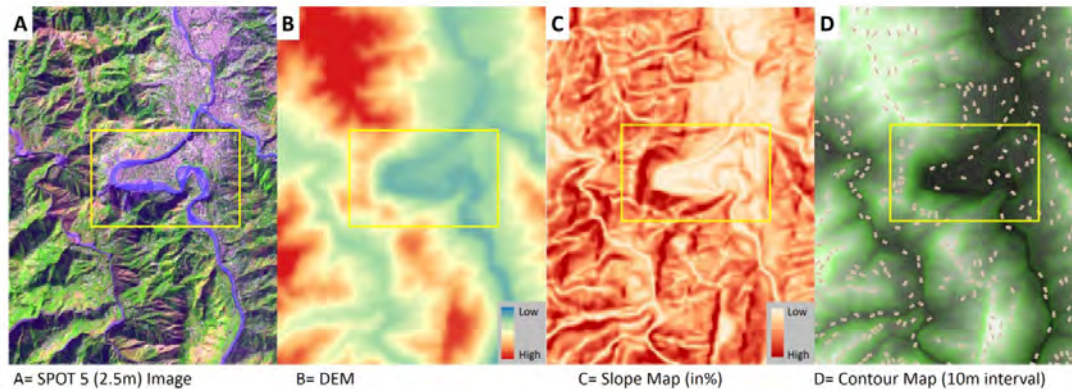 A
B
C
D
Low
High
Low
High
A= SPOT 5 (2.5m) Image
B= DEM
C= Slope Map (in%)
D= Contour Map (10m interval)